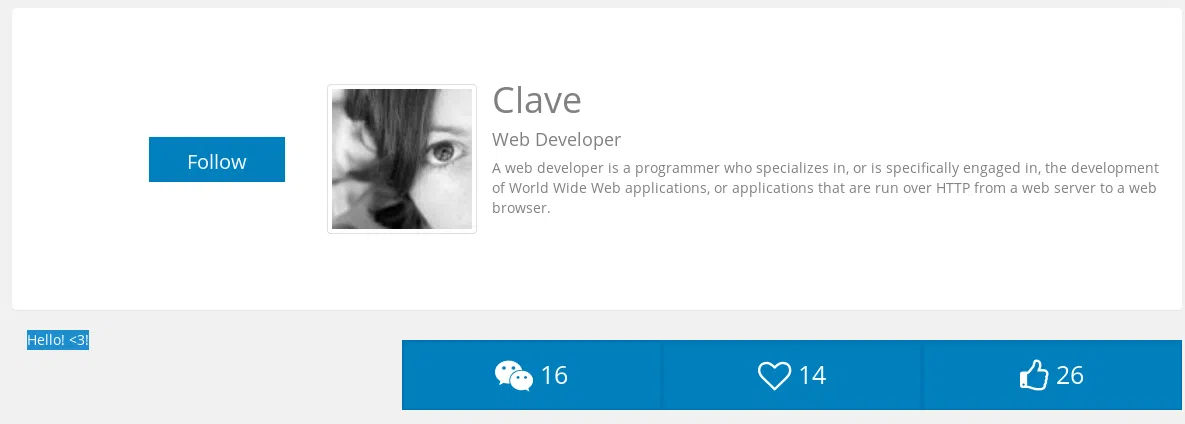 Follow
Clave
Web Developer
A web developer is a programmer who specializes in, or is specifically engaged in, the development
of World Wide Web applications, or applications that are run over HTTP from a web server to a web
browser.
Hello! <3!
16
14
26